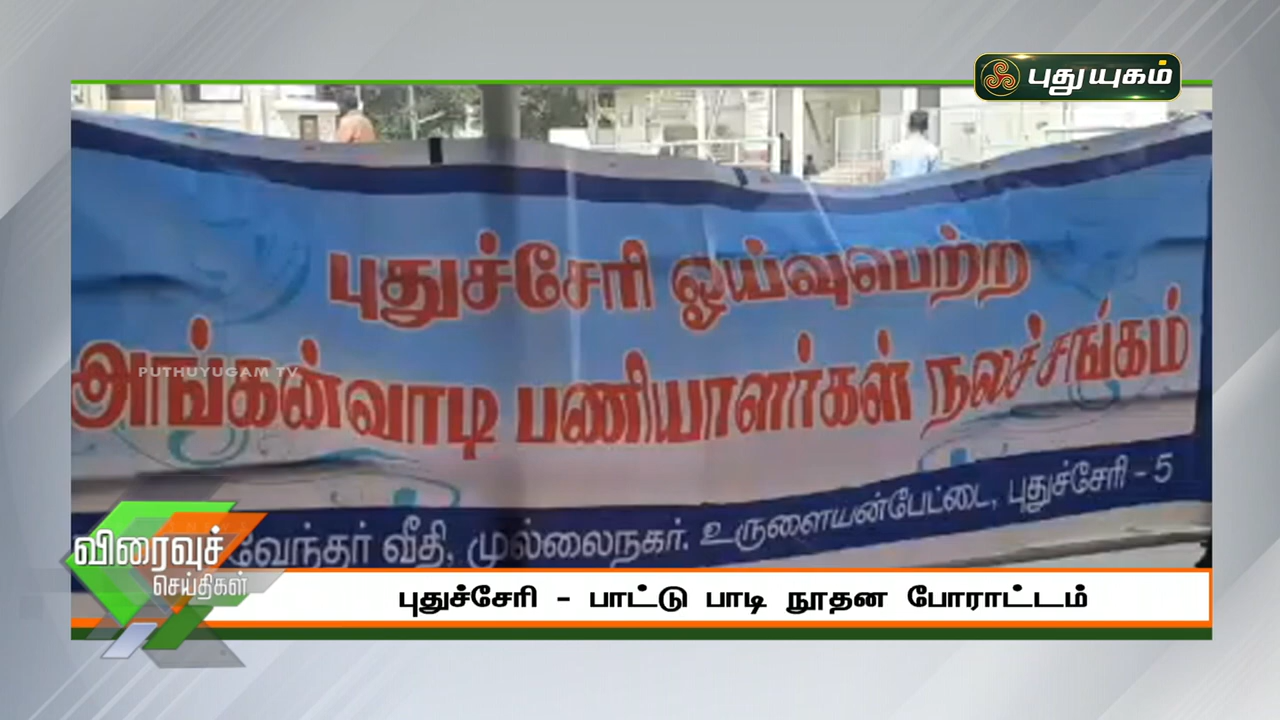 புதுயுகம்
புதுச்சேரி ஓய்வுபெற்ற
அங்கன்வாடி பணியாளர்கள் நலச்சங்கம்
PUTHUYUGAM TV
வேந்தர் வீதி, முல்லைநகர். உருளையன்பேட்டை, புதுச்சேரி - 5
விரைவுச்
செய்திகள்
புதுச்சேரி - பாட்டு பாடி நூதன போராட்டம்